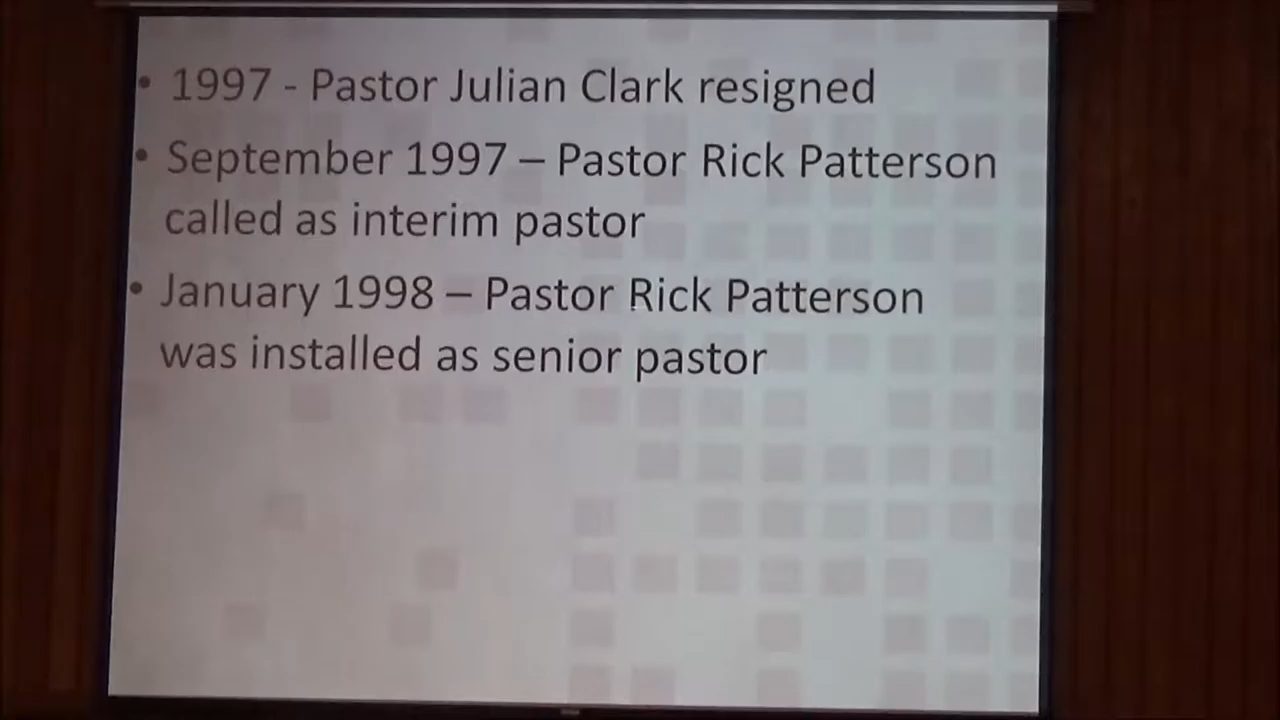 • 1997 - Pastor Julian Clark resigned
• September 1997 – Pastor Rick Patterson
called as interim pastor
• January 1998 – Pastor Rick Patterson
was installed as senior pastor